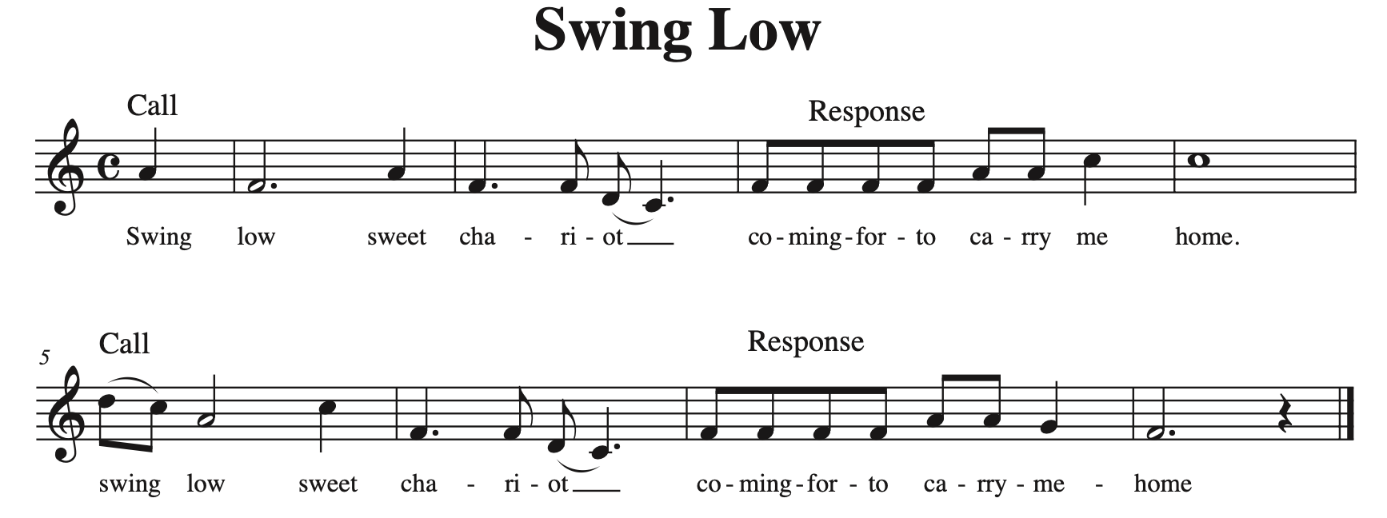 Swing Low
Call
Response
Swing low sweet cha - ri - ot co - ming - for - to ca - rry me home.
5
Call
Response
swing low sweet cha - ri - ot co - ming - for - to ca - rry - me - home